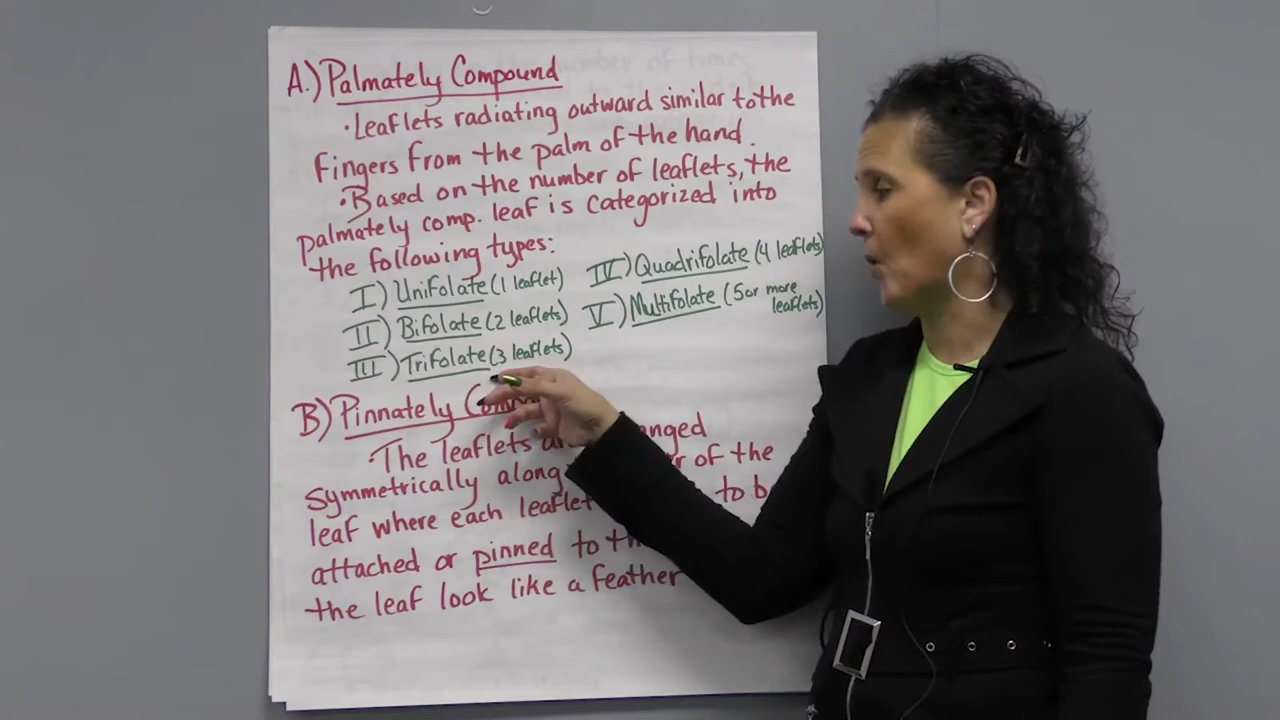 A.) Palmately Compound
• Leaflets radiating outward similar to the
fingers from the palm of the hand.
• Based on the number of leaflets, the
palmately comp. leaf is categorized into
the following types:
I) Unifolate (1 leaflet)
II) Bifolate (2 leaflets)
III) Trifolate (3 leaflets)
IV) Quadrifolate (4 leaflets)
V) Multifolate (5 or more
leaflets)
B) Pinnately
• The leaflets
symmetrically along of the
leaf where each leaflet to
attached or pinned to
the leaf look like a feather